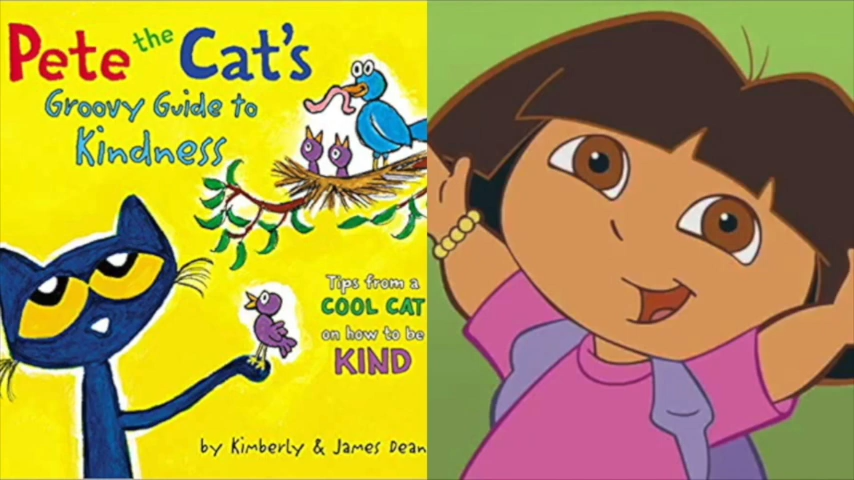 Pete the Cat's
Groovy Guide to
Kindness
Tips from a
COOL CAT
on how to be
KIND
by Kimberly & James Dean